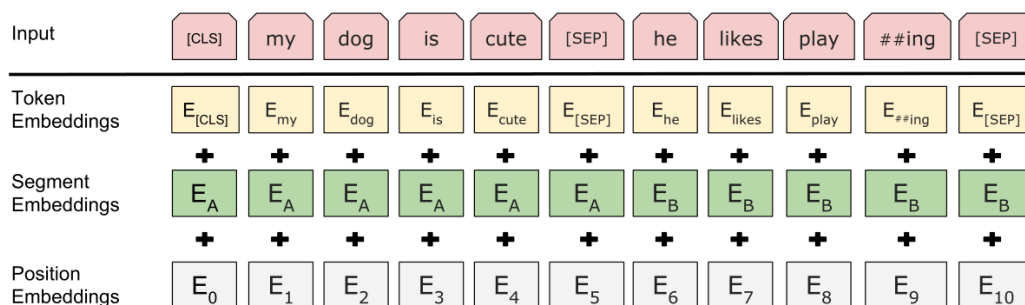 Input [CLS] my dog is cute [SEP] he likes play ##ing [SEP]
Token Embeddings E[CLS] Emy Edog Eis Ecute E[SEP] Ehe Elikes Eplay E##ing E[SEP]
+ + + + + + + + + + +
Segment Embeddings EA EA EA EA EA EA EB EB EB EB EB
+ + + + + + + + + + +
Position Embeddings E0 E1 E2 E3 E4 E5 E6 E7 E8 E9 E10